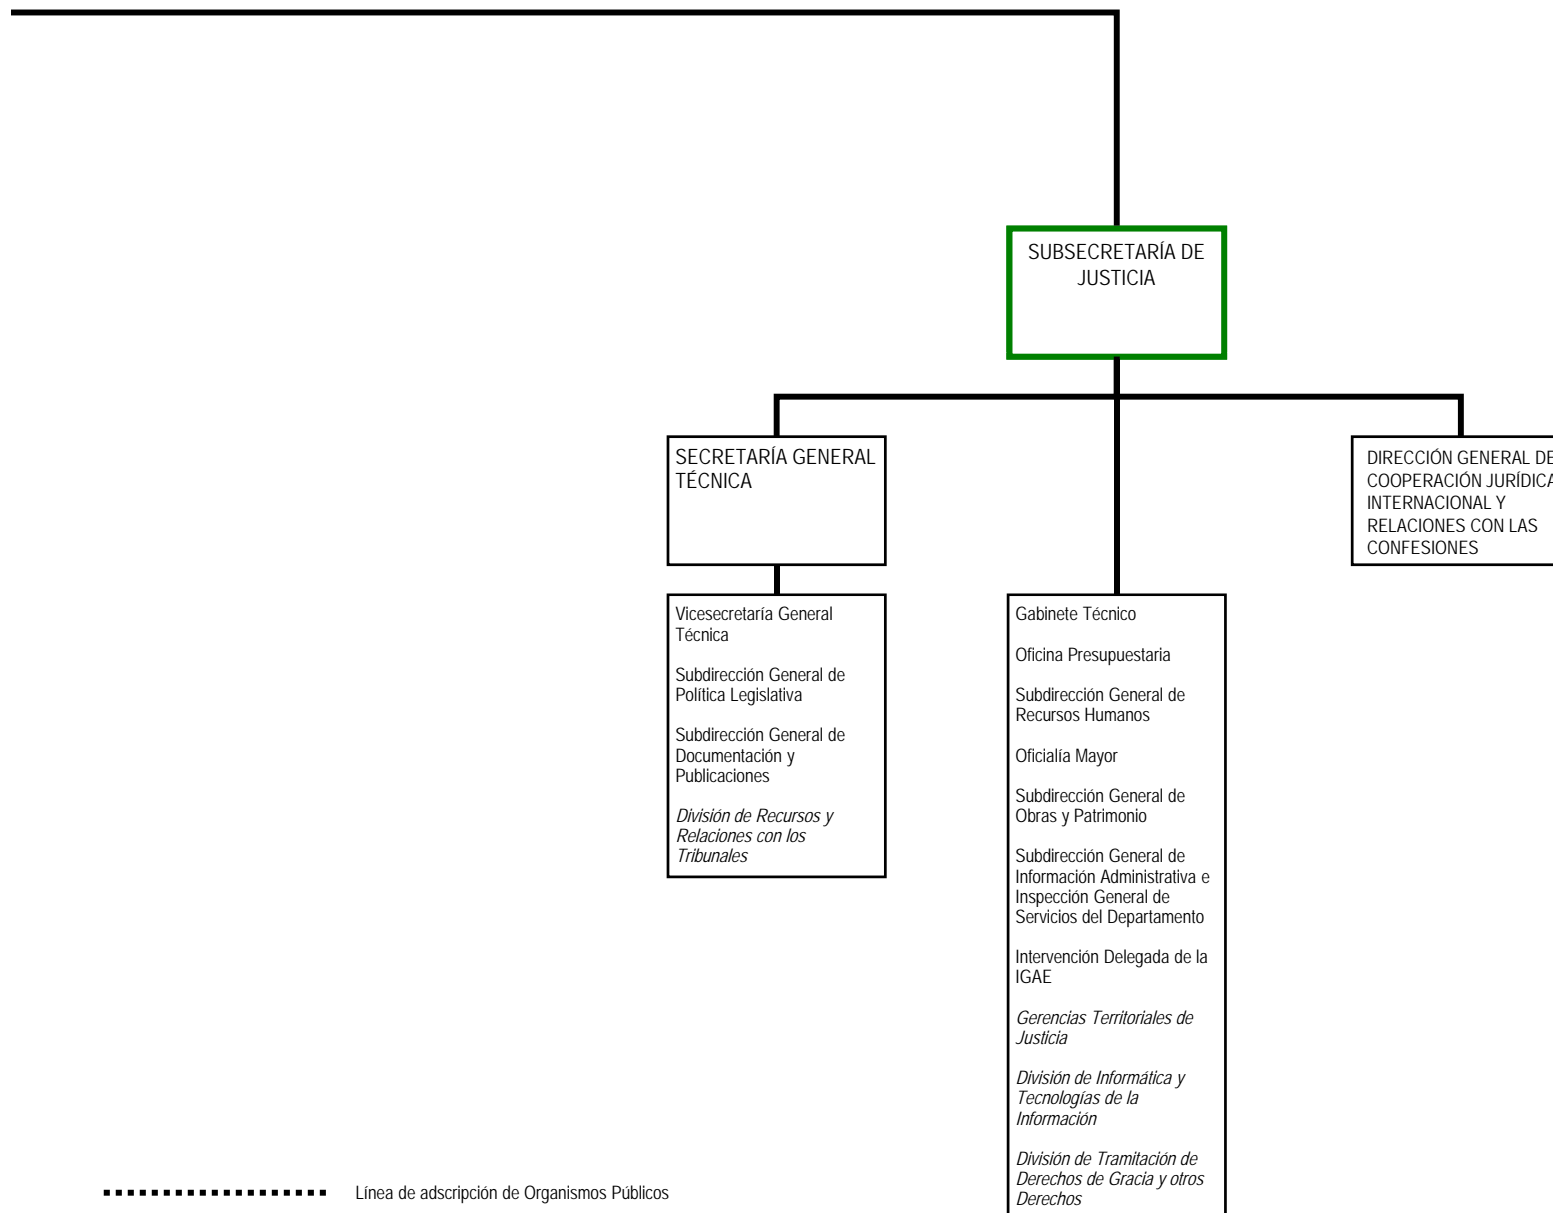 SUBSECRETARÍA DE
JUSTICIA
SECRETARÍA GENERAL
TÉCNICA
DIRECCIÓN GENERAL DE
COOPERACIÓN JURÍDICA
INTERNACIONAL Y
RELACIONES CON LAS
CONFESIONES
Vicesecretaría General
Técnica
Subdirección General de
Política Legislativa
Subdirección General de
Documentación y
Publicaciones
División de Recursos y
Relaciones con los
Tribunales
Gabinete Técnico
Oficina Presupuestaria
Subdirección General de
Recursos Humanos
Oficialía Mayor
Subdirección General de
Obras y Patrimonio
Subdirección General de
Información Administrativa e
Inspección General de
Servicios del Departamento
Intervención Delegada de la
IGAE
Gerencias Territoriales de
Justicia
División de Informática y
Tecnologías de la
Información
División de Tramitación de
Derechos de Gracia y otros
Derechos
Línea de adscripción de Organismos Públicos